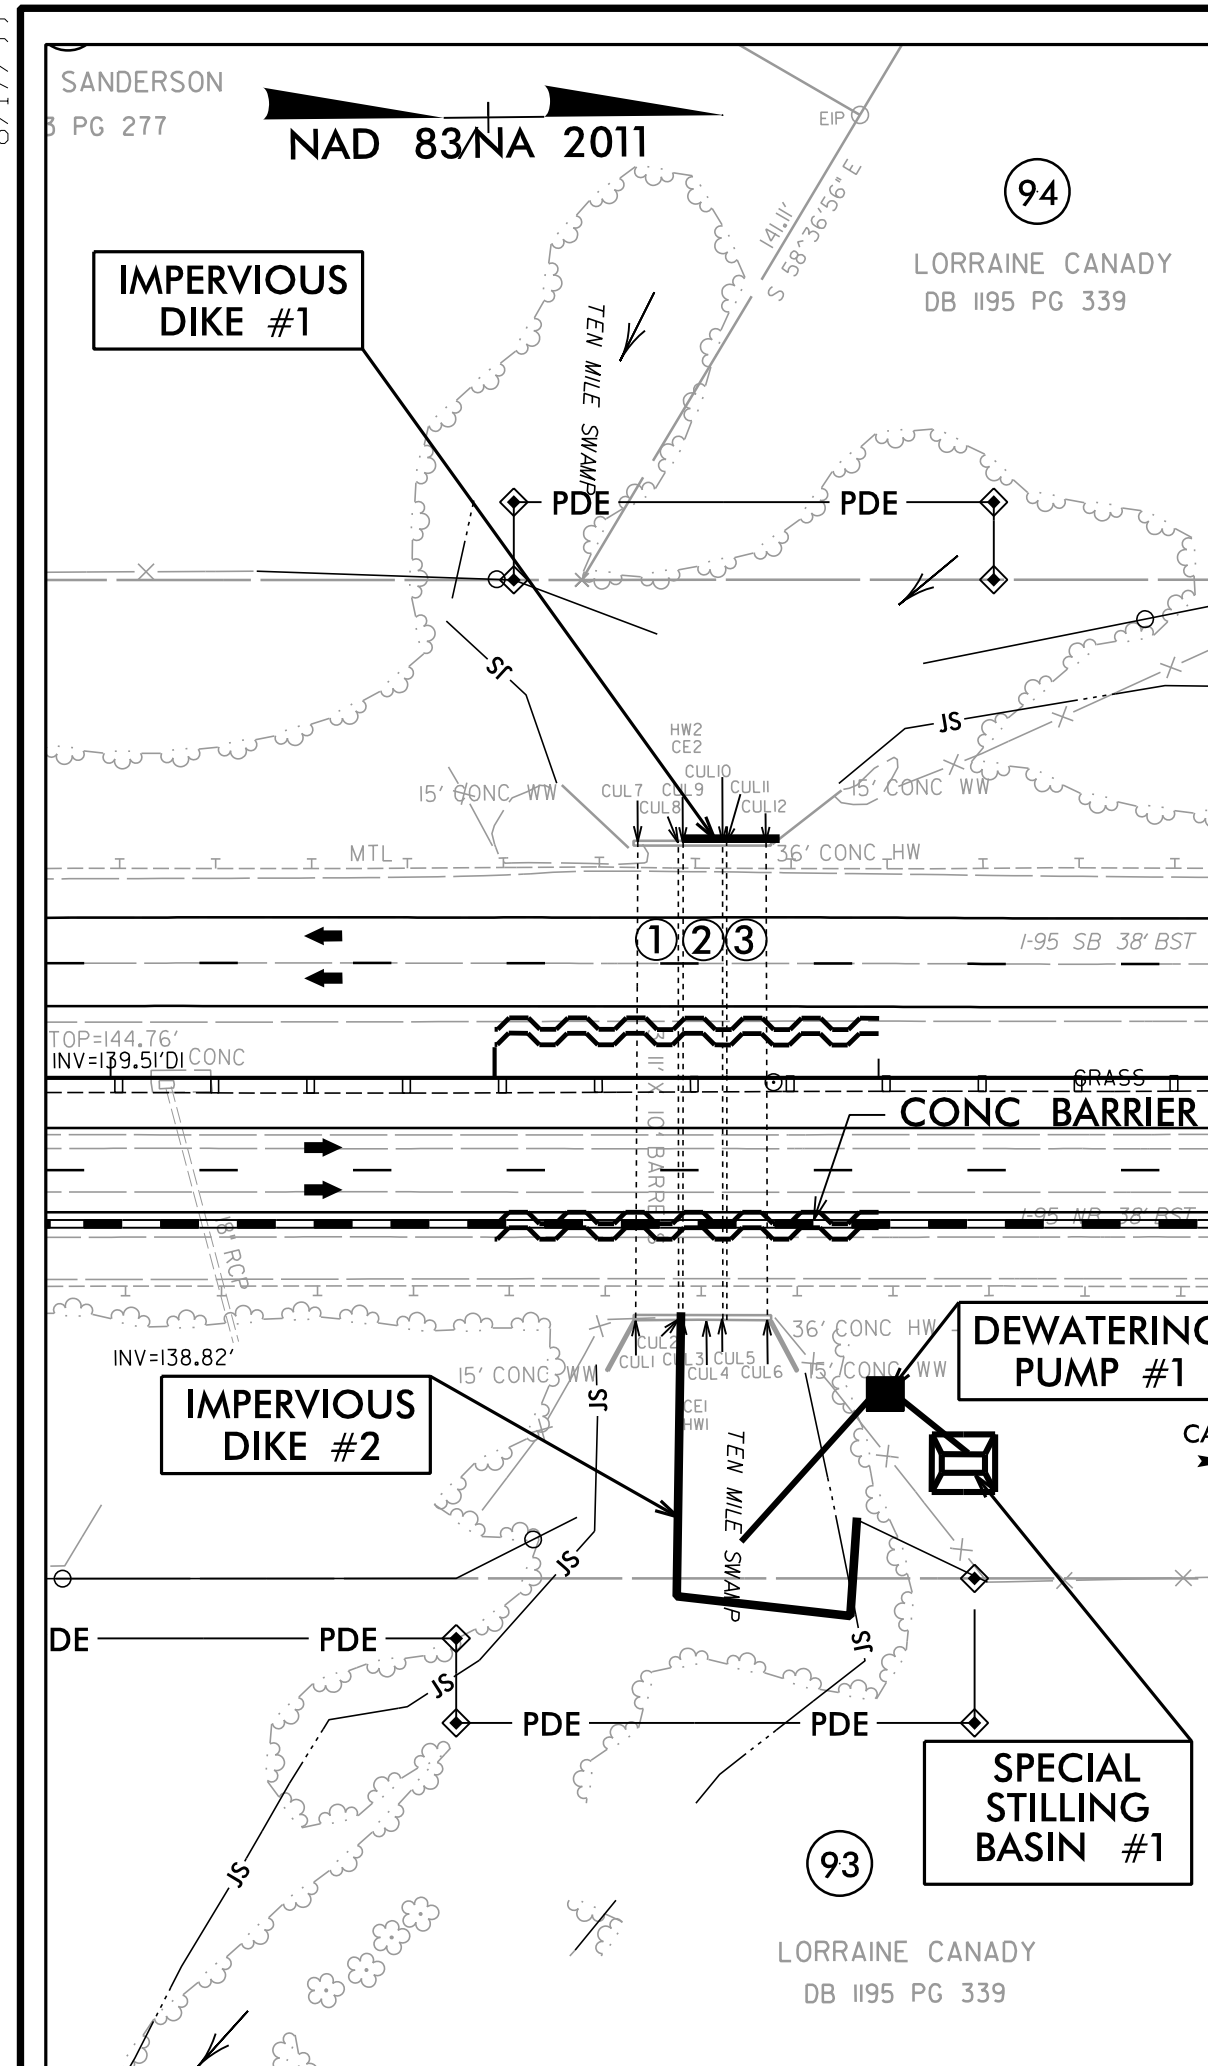 SANDERSON
PG 277
NAD 83/NA 2011
EIP
141.11'
S 58°36'56" E
94
LORRAINE CANADY
DB 1195 PG 339
IMPERVIOUS
DIKE #1
TEN MILE SWAMP
PDE
PDE
JS
JS
HW2
CE2
CUL10
CUL7
CUL9
CUL11
CUL8
CUL12
15' CONC WW
15' CONC WW
MTL
36' CONC HW
1
2
3
I-95 SB 38' BST
TOP=144.76'
INV=139.51'DI
CONC
GRASS
CONC BARRIER
3 11' X 10' BARRELS
I-95 NB 38' BST
18" RCP
INV=138.82'
36' CONC HW
DEWATERING
PUMP #1
CUL2
CUL1
CUL3
CUL5
CUL4
CUL6
15' CONC WW
15' CONC WW
IMPERVIOUS
DIKE #2
CE1
HW1
JS
CA
TEN MILE SWAMP
JS
DE
PDE
JS
JS
PDE
PDE
SPECIAL
STILLING
BASIN #1
93
JS
LORRAINE CANADY
DB 1195 PG 339